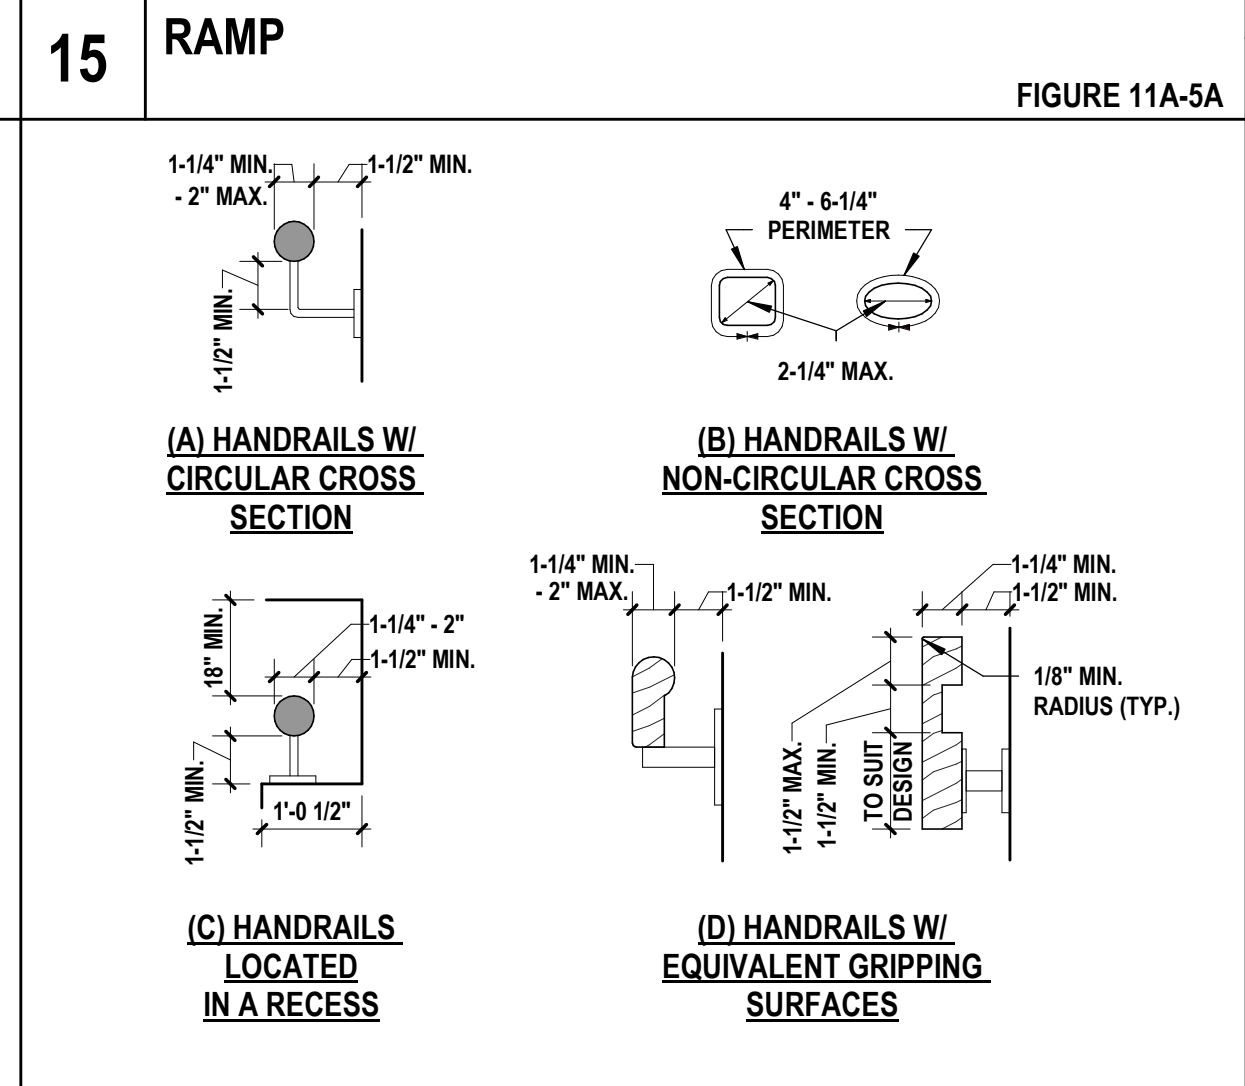 15
RAMP
FIGURE 11A-5A
1-1/4" MIN.
- 2" MAX.
1-1/2" MIN.
1-1/2" MIN.
(A) HANDRAILS W/
CIRCULAR CROSS
SECTION
4" - 6-1/4"
PERIMETER
2-1/4" MAX.
(B) HANDRAILS W/
NON-CIRCULAR CROSS
SECTION
18" MIN.
1-1/4" - 2"
1-1/2" MIN.
1-1/2" MIN.
1'-0 1/2"
(C) HANDRAILS
LOCATED
IN A RECESS
1-1/4" MIN.
- 2" MAX.
1-1/2" MIN.
1-1/4" MIN.
1-1/2" MIN.
1/8" MIN.
RADIUS (TYP.)
1-1/2" MAX.
1-1/2" MIN.
TO SUIT
DESIGN
(D) HANDRAILS W/
EQUIVALENT GRIPPING
SURFACES